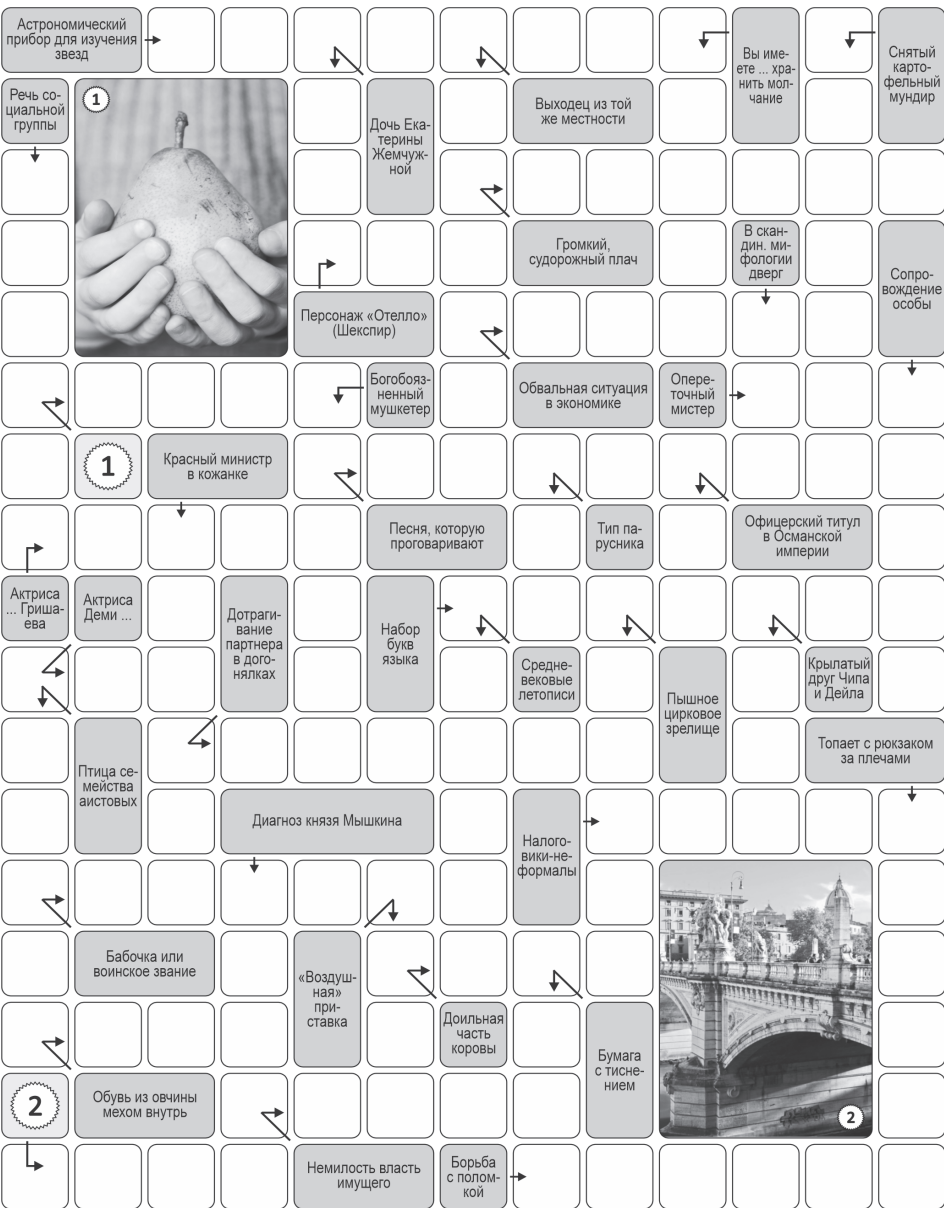 Астрономический
прибор для изучения
звезд
Вы име-
ете ... хра-
нить мол-
чание
Снятый
карто-
фельный
мундир
Речь со-
циальной
группы
1
Дочь Ека-
терины
Жемчуж-
ной
Выходец из той
же местности
Громкий,
судорожный плач
В скан-
дин. ми-
фологии
дверг
Сопро-
вождение
особы
Персонаж «Отелло»
(Шекспир)
Богобояз-
ненный
мушкетер
Обвальная ситуация
в экономике
Опере-
точный
мистер
1
Красный министр
в кожанке
Песня, которую
проговаривают
Тип па-
русника
Офицерский титул
в Османской
империи
Актриса
... Гриша-
ева
Актриса
Деми ...
Дотраги-
вание
партнера
в дого-
нялках
Набор
букв
языка
Средне-
вековые
летописи
Пышное
цирковое
зрелище
Крылатый
друг Чипа
и Дейла
Птица се-
мейства
аистовых
Топает с рюкзаком
за плечами
Диагноз князя Мышкина
Налого-
вики-не-
формалы
Бабочка или
воинское звание
«Воздуш-
ная»
при-
ставка
Доильная
часть
коровы
Бумага
с тисне-
нием
2
Обувь из овчины
мехом внутрь
2
Немилость власть
имущего
Борьба
с полом-
кой